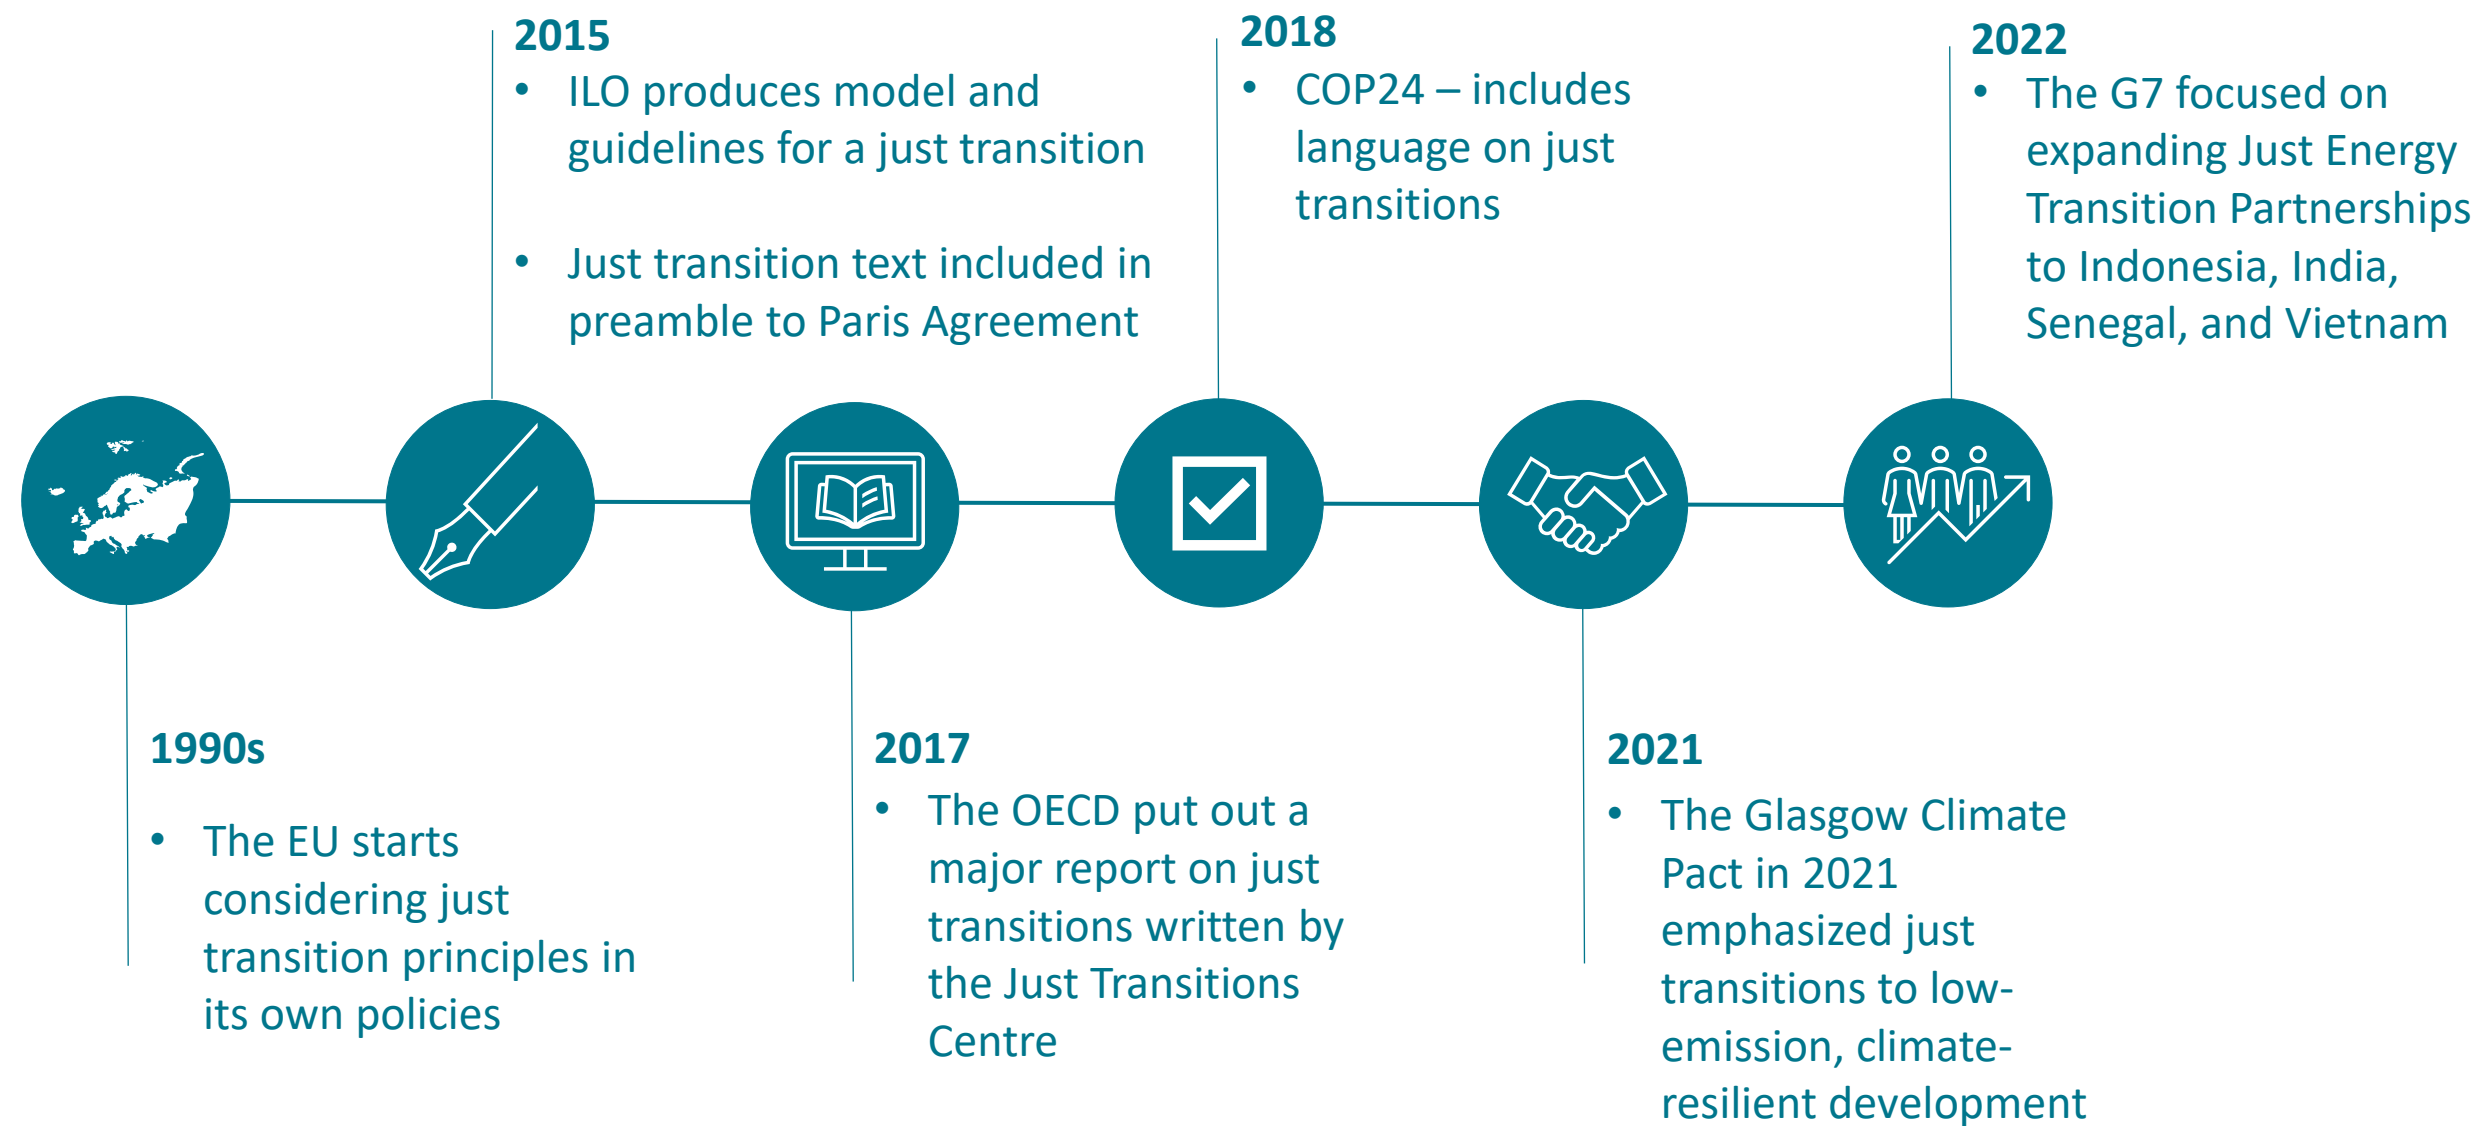 1990s
• The EU starts
considering just
transition principles in
its own policies
2015
• ILO produces model and
guidelines for a just transition
• Just transition text included in
preamble to Paris Agreement
2017
• The OECD put out a
major report on just
transitions written by
the Just Transitions
Centre
2018
• COP24 – includes
language on just
transitions
2021
• The Glasgow Climate
Pact in 2021
emphasized just
transitions to low-
emission, climate-
resilient development
2022
• The G7 focused on
expanding Just Energy
Transition Partnerships
to Indonesia, India,
Senegal, and Vietnam